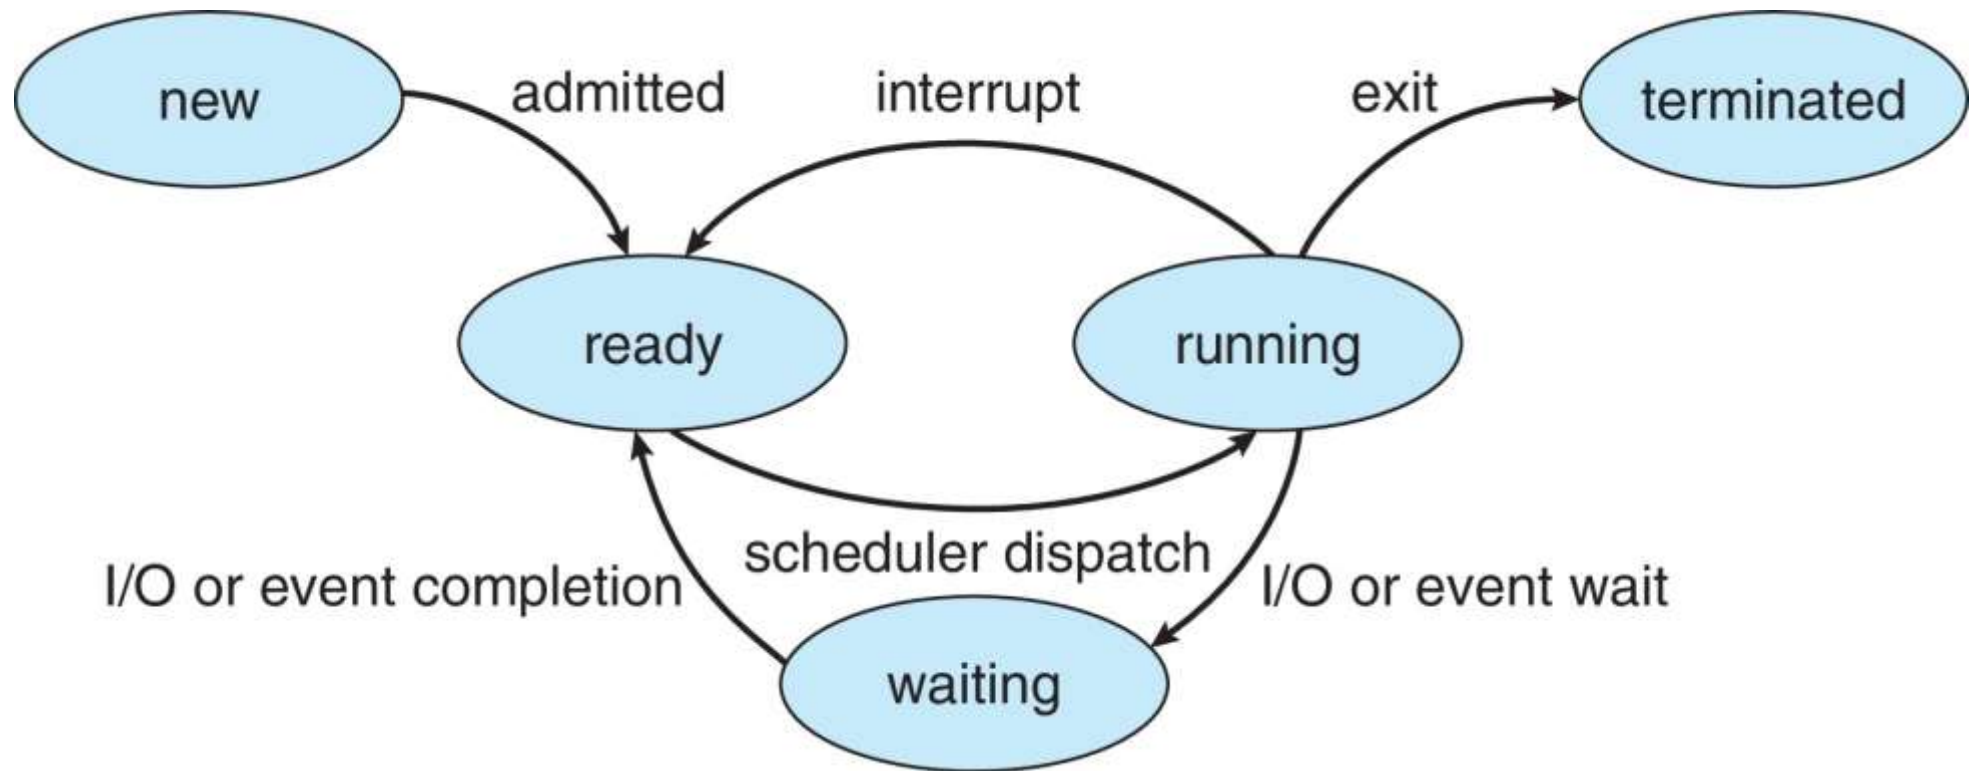 new
admitted
interrupt
exit
terminated
ready
running
scheduler dispatch
I/O or event completion
I/O or event wait
waiting